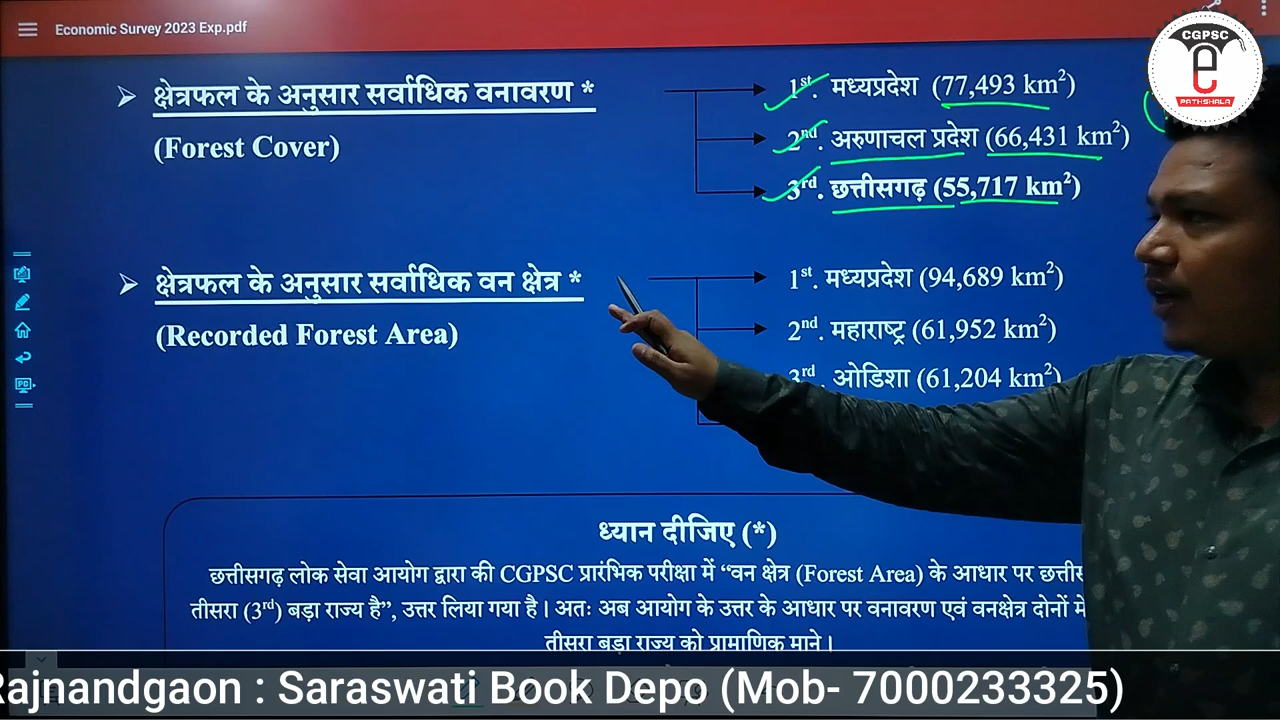 Economic Survey 2023 Exp.pdf
CGPSC
e
PATHSHALA
क्षेत्रफल के अनुसार सर्वाधिक वनावरण *
(Forest Cover)
1st. मध्यप्रदेश (77,493 km²)
2nd. अरुणाचल प्रदेश (66,431 km²)
3rd. छत्तीसगढ़ (55,717 km²)
क्षेत्रफल के अनुसार सर्वाधिक वन क्षेत्र *
(Recorded Forest Area)
1st. मध्यप्रदेश (94,689 km²)
2nd. महाराष्ट्र (61,952 km²)
3rd. ओडिशा (61,204 km²)
ध्यान दीजिए (*)
छत्तीसगढ़ लोक सेवा आयोग द्वारा की CGPSC प्रारंभिक परीक्षा में “वन क्षेत्र (Forest Area) के आधार पर
तीसरा (3rd) बड़ा राज्य है”, उत्तर लिया गया है। अतः अब आयोग के उत्तर के आधार पर वनावरण एवं वनक्षेत्र दोनों में
तीसरा बड़ा राज्य को प्रामाणिक माने।
Rajnandgaon : Saraswati Book Depo (Mob- 7000233325)